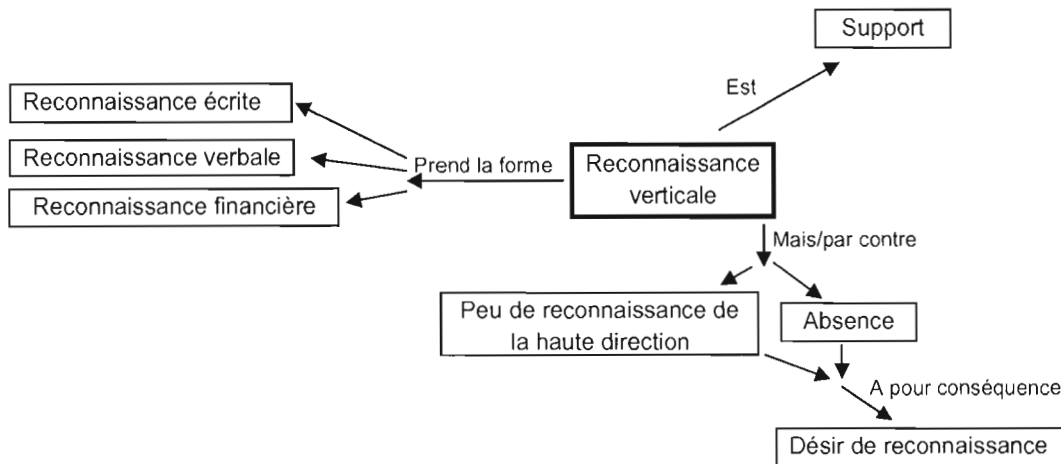 Support
Est
Reconnaissance écrite
Reconnaissance verbale
Reconnaissance financière
Prend la forme
Reconnaissance
verticale
Mais/par contre
Peu de reconnaissance de
la haute direction
Absence
A pour conséquence
Désir de reconnaissance